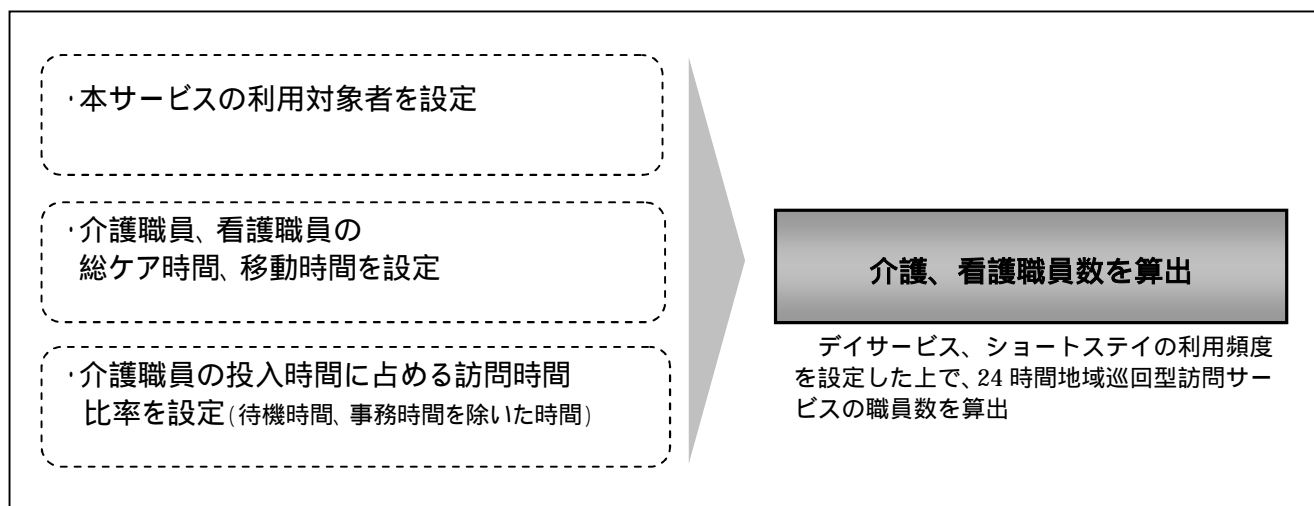 ･本サービスの利用対象者を設定
･介護職員、看護職員の
総ケア時間、移動時間を設定
･介護職員の投入時間に占める訪問時間
比率を設定(待機時間、事務時間を除いた時間)
介護、看護職員数を算出
デイサービス、ショートステイの利用頻度
を設定した上で、24 時間地域巡回型訪問サー
ビスの職員数を算出